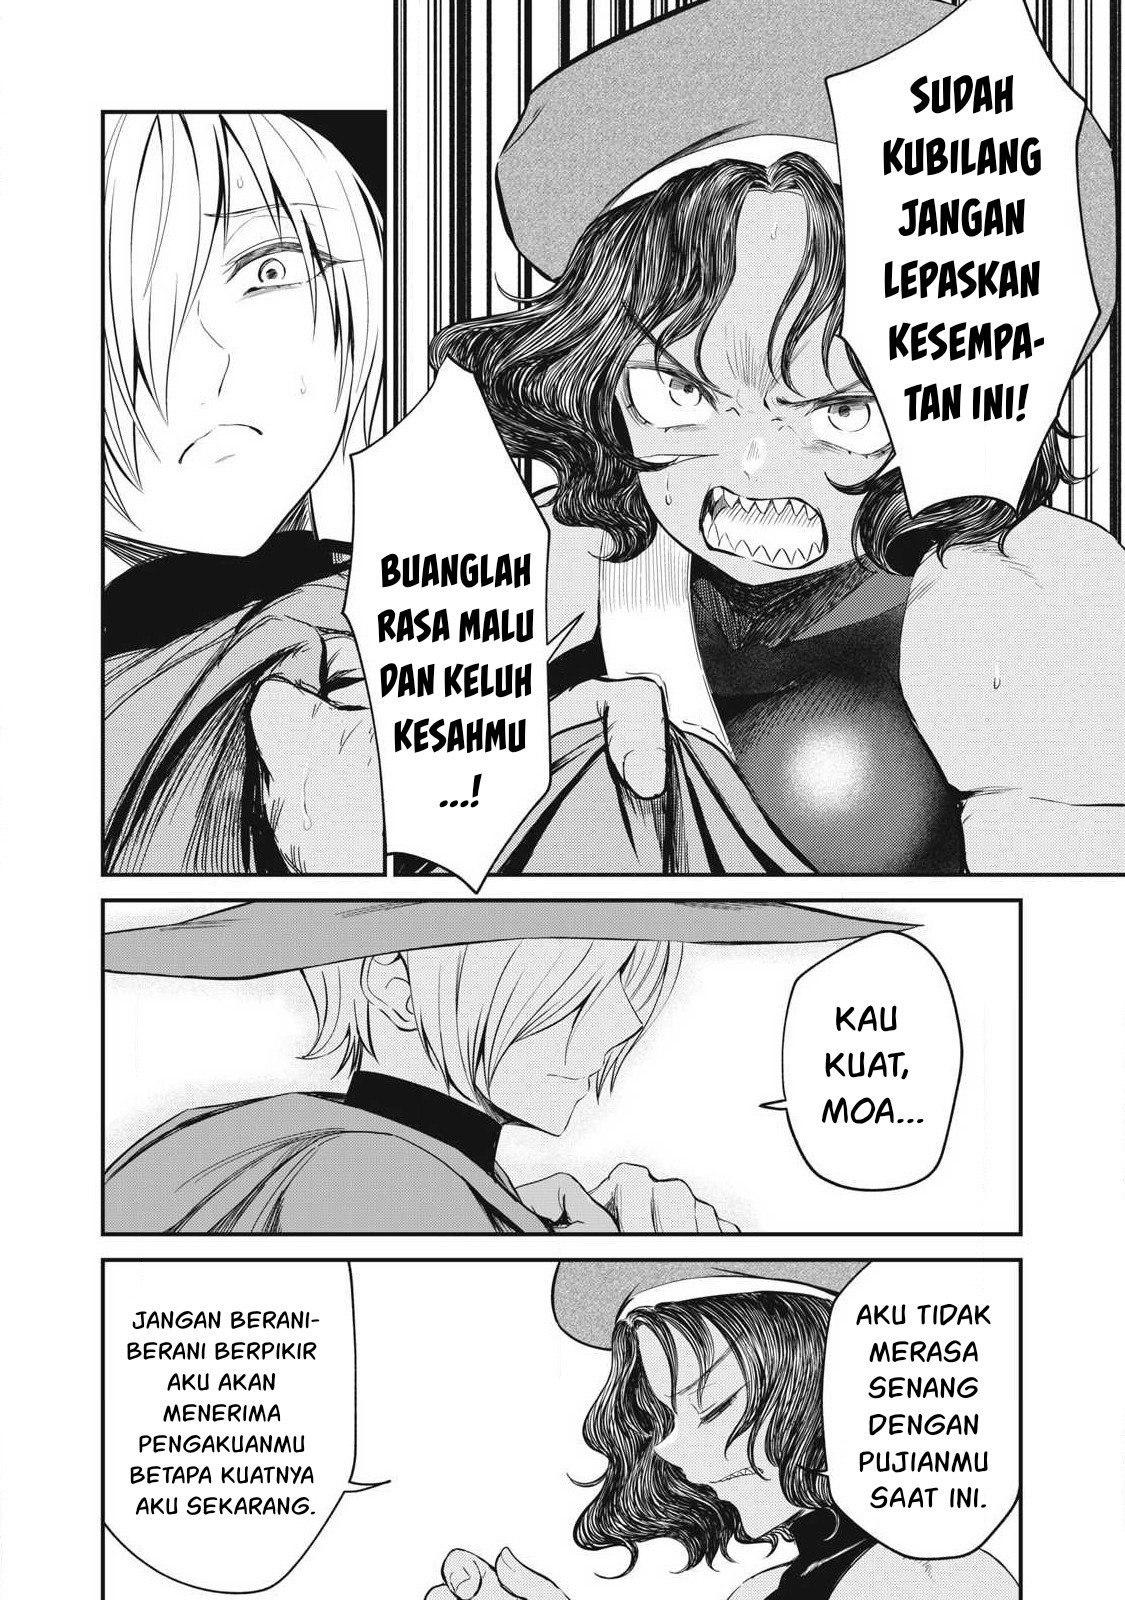 SUDAH
KUBILANG
JANGAN
LEPASKAN
KESEMPA-
TAN INI!
BUANGLAH
RASA MALU
DAN KELUH
KESAHMU
...!
KAU
KUAT,
MOA...
AKU TIDAK
MERASA
SENANG
DENGAN
PUJIANMU
SAAT INI.
JANGAN BERANI-
BERANI BERPIKIR
AKU AKAN
MENERIMA
PENGAKUANMU
BETAPA KUATNYA
AKU SEKARANG.